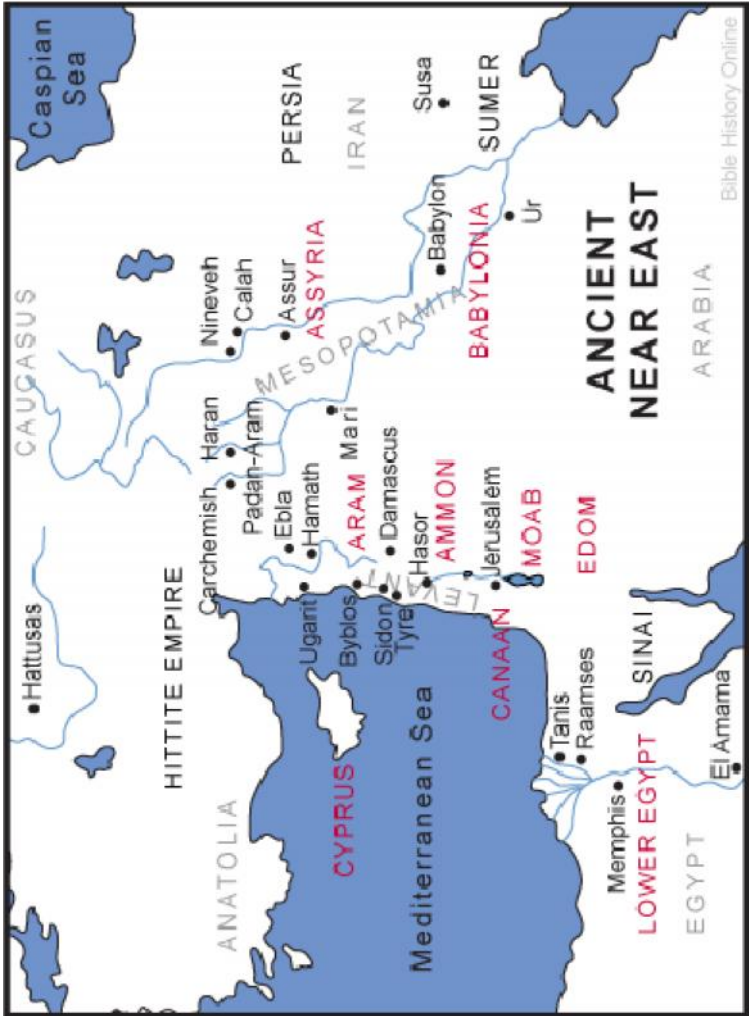 CAUCASUS
Caspian
Sea
Hattusas
HITTITE EMPIRE
ANATOLIA
Carchemish
Haran
Padan-Aram
Nineveh
Calah
Assur
ASSYRIA
PERSIA
IRAN
Ebla
Hamath
Ugarit
MESOPOTAMIA
Mari
CYPRUS
ARAM
Byblos
Damascus
Sidon
Tyre
LEVANT
Hasor
AMMON
Mediterranean Sea
Babylon
Susa
BABYLONIA
SUMER
Ur
Jerusalem
CANAAN
MOAB
EDOM
ANCIENT
NEAR EAST
Tanis
Raamses
SINAI
Memphis
LOWER EGYPT
EGYPT
El Amarna
ARABIA
Bible History Online